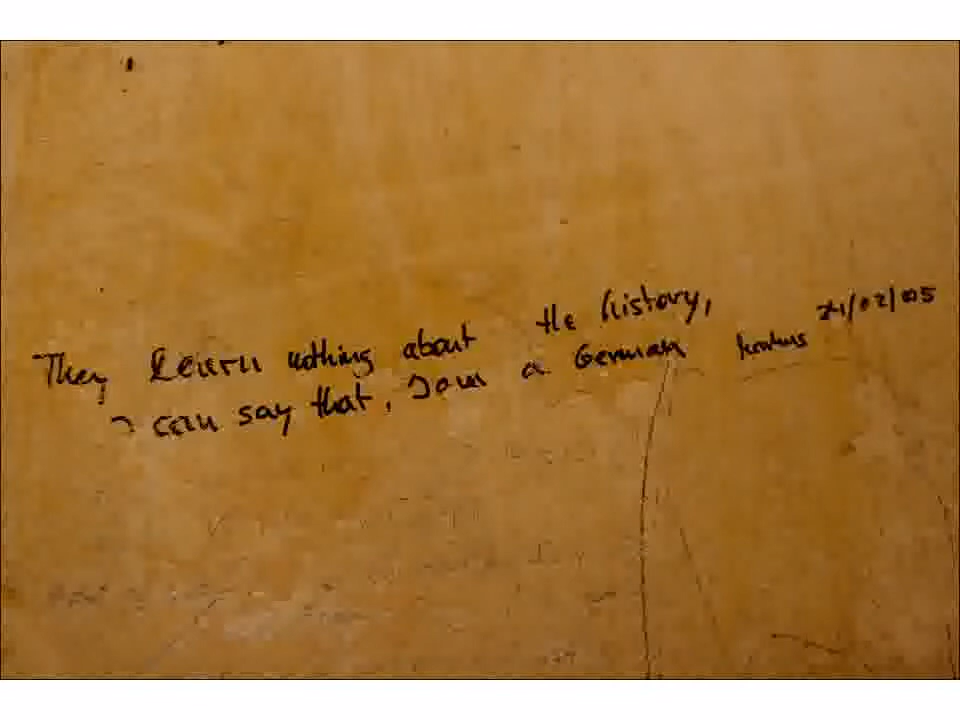 They learn nothing about the history,
I can say that, I am a German 21/02/05